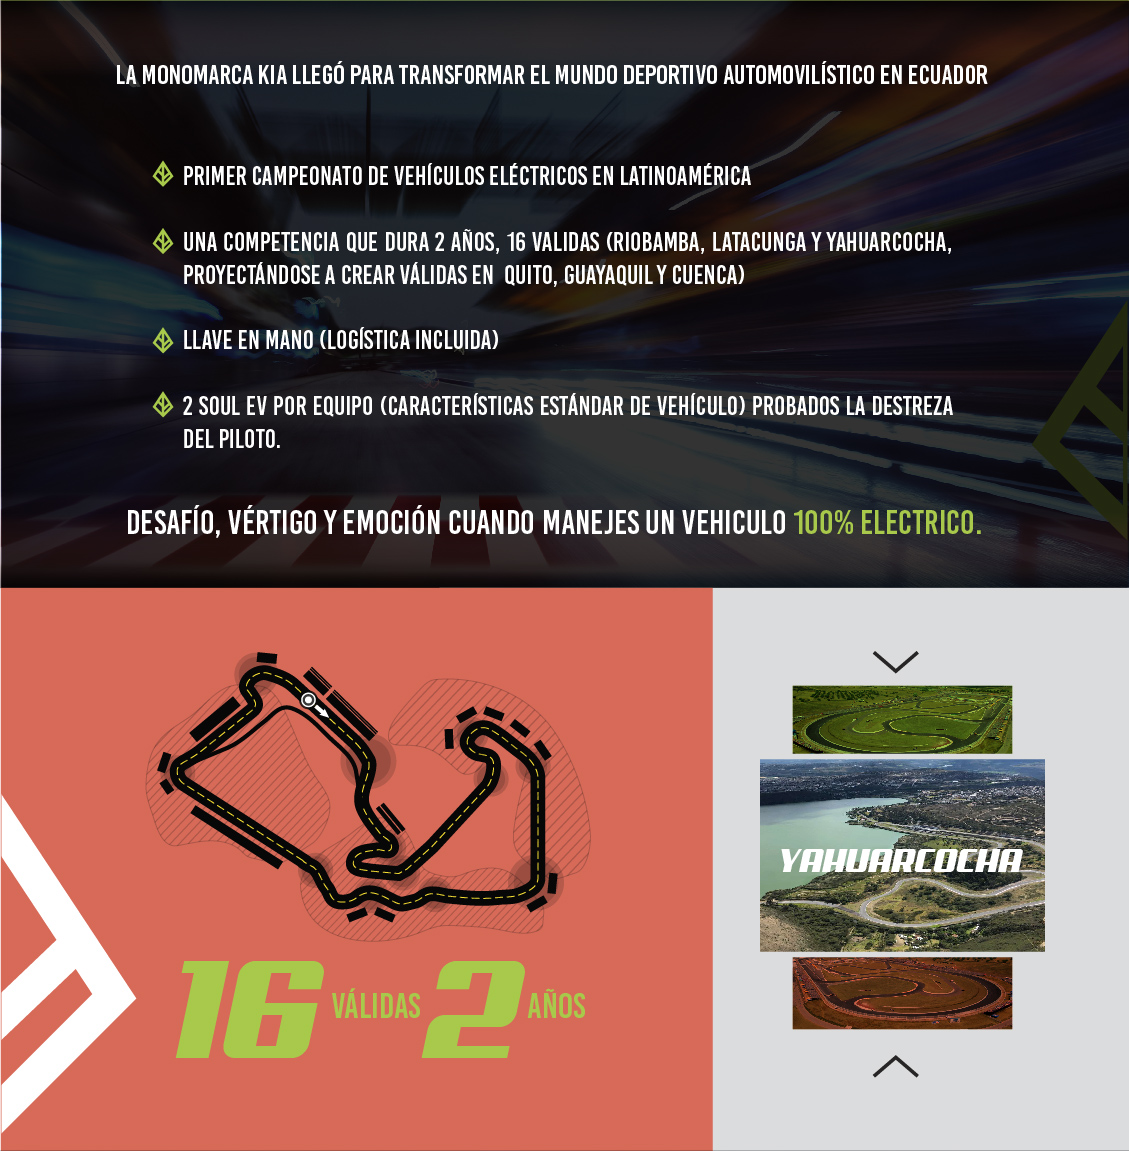 LA MONOMARCA KIA LLEGÓ PARA TRANSFORMAR EL MUNDO DEPORTIVO AUTOMOVILÍSTICO EN ECUADOR
PRIMER CAMPEONATO DE VEHÍCULOS ELÉCTRICOS EN LATINOAMÉRICA
UNA COMPETENCIA QUE DURA 2 AÑOS, 16 VALIDAS (RIOBAMBA, LATACUNGA Y YAHUARCOCHA,
PROYECTÁNDOSE A CREAR VÁLIDAS EN QUITO, GUAYAQUIL Y CUENCA)
LLAVE EN MANO (LOGÍSTICA INCLUIDA)
2 SOUL EV POR EQUIPO (CARACTERÍSTICAS ESTÁNDAR DE VEHÍCULO) PROBADOS LA DESTREZA
DEL PILOTO.
DESAFÍO, VÉRTIGO Y EMOCIÓN CUANDO MANEJES UN VEHICULO 100% ELECTRICO.
16 VÁLIDAS 2 AÑOS
YAHUARCOCHA